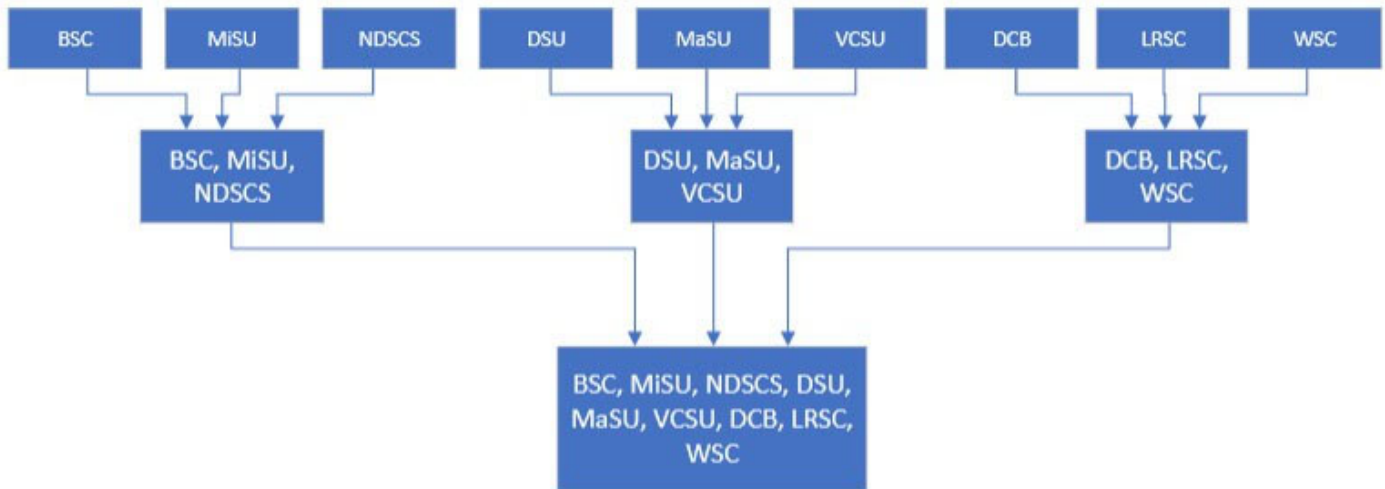 BSC
MiSU
NDSCS
DSU
MaSU
VCSU
DCB
LRSC
WSC
BSC, MiSU,
NDSCS
DSU, MaSU,
VCSU
DCB, LRSC,
WSC
BSC, MiSU, NDSCS, DSU,
MaSU, VCSU, DCB, LRSC,
WSC